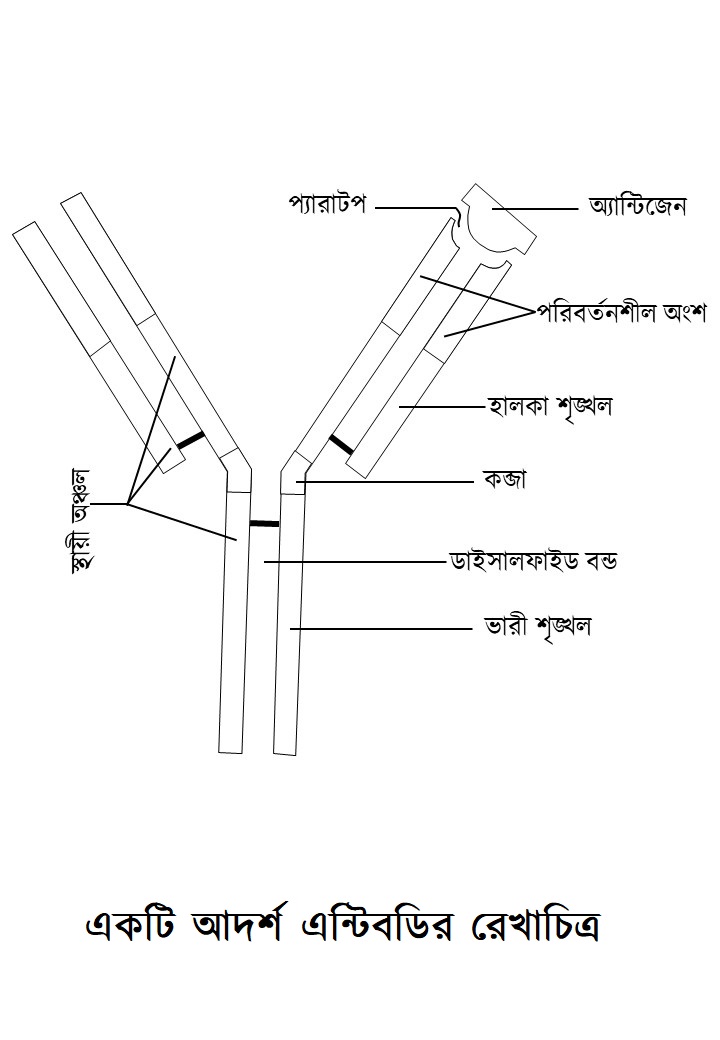 প্যারাটপ
অ্যান্টিজেন
পরিবর্তনশীল অংশ
হালকা শৃঙ্খল
কব্জা
স্থায়ী অঞ্চল
ডাইসালফাইড বন্ড
ভারী শৃঙ্খল
একটি আদর্শ এন্টিবডির রেখাচিত্র